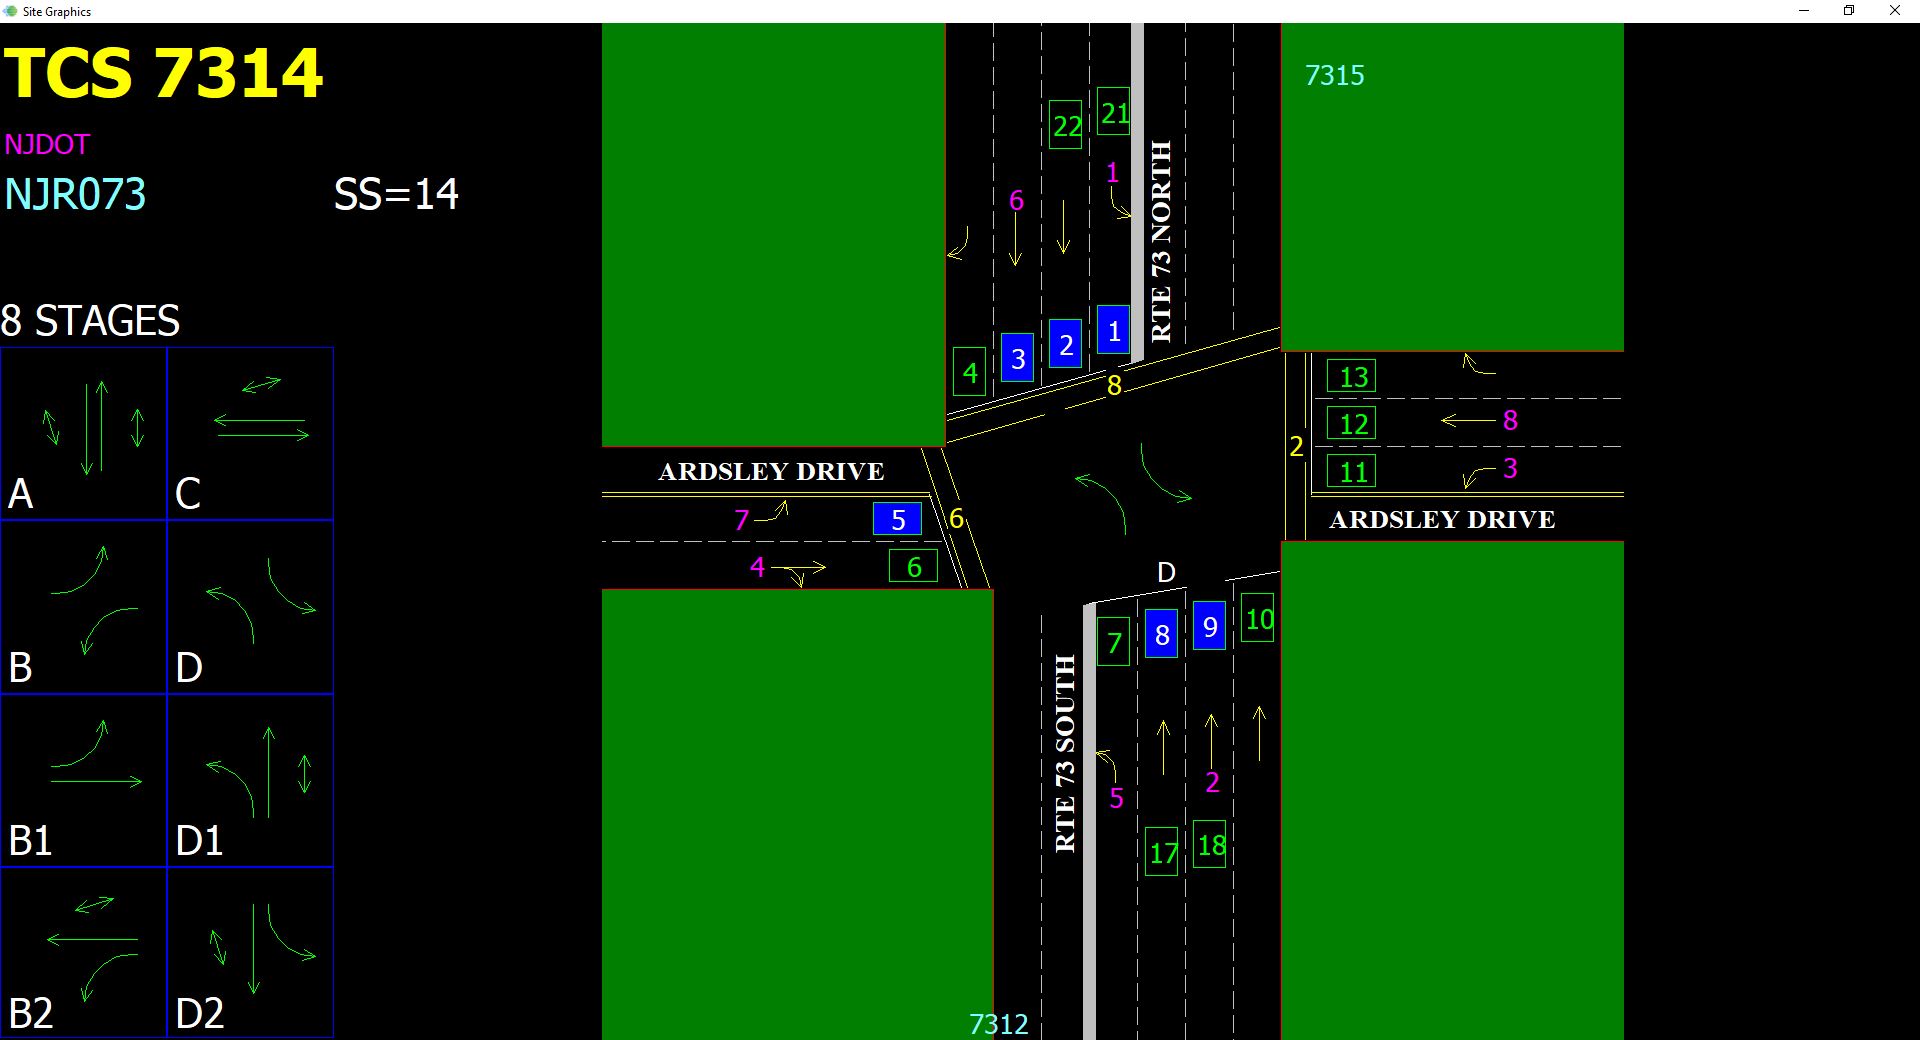 Site Graphics
TCS 7314
NJDOT
NJR073 SS=14
8 STAGES
A
C
B
D
B1
D1
B2
D2
7315
22
21
1
6
RTE 73 NORTH
1
2
3
4
8
13
12
8
11
3
2
ARDSLEY DRIVE
ARDSLEY DRIVE
7
5
6
4
6
D
7
8
9
10
RTE 73 SOUTH
5
2
17
18
7312